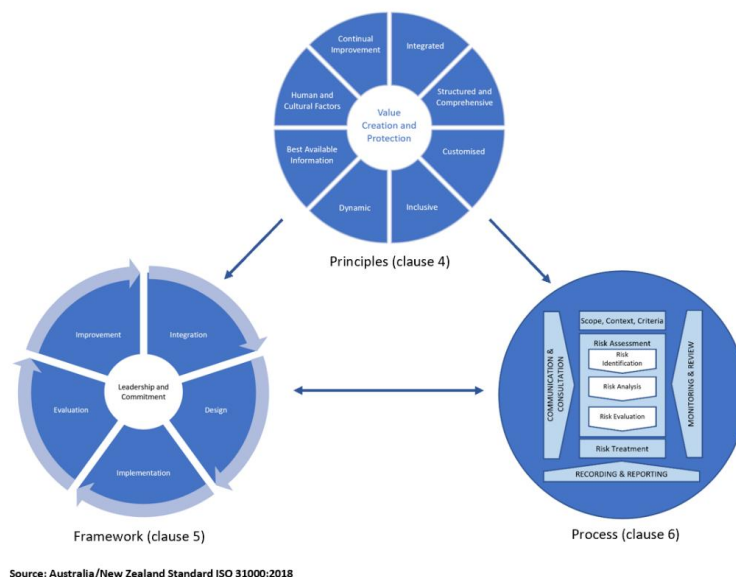 Continual
Improvement
Integrated
Human and
Cultural Factors
Structured and
Comprehensive
Value
Creation and
Protection
Best Available
Information
Customised
Dynamic
Inclusive
Principles (clause 4)
Improvement
Integration
Leadership and
Commitment
Evaluation
Design
Implementation
Framework (clause 5)
Scope, Context, Criteria
Risk Assessment
Risk
Identification
Risk Analysis
Risk Evaluation
Risk Treatment
COMMUNICATION &
CONSULTATION
MONITORING & REVIEW
RECORDING & REPORTING
Process (clause 6)
Source: Australia/New Zealand Standard ISO 31000:2018